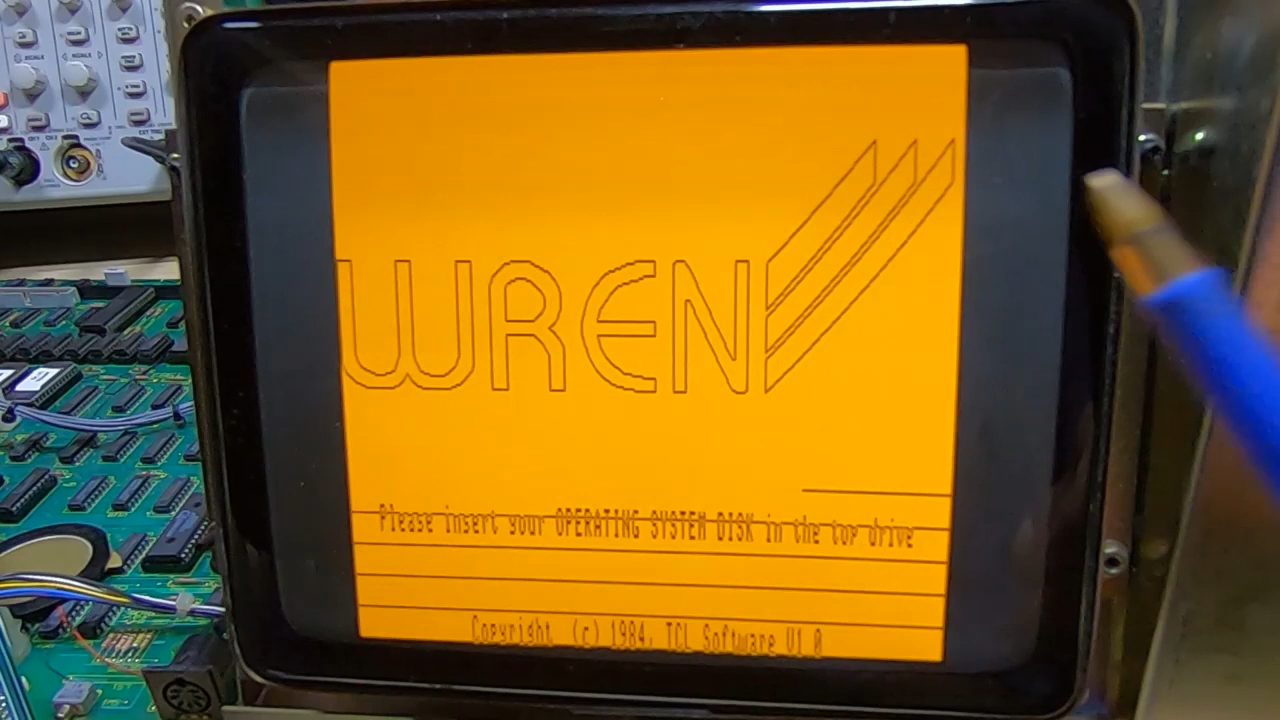 WREN
Please insert your OPERATING SYSTEM DISK in the top drive
Copyright (c) 1984, TCL Software V1.0